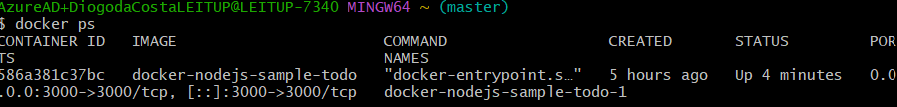 AzureAD+DiogodaCostaLEITUP@LEITUP-7340 MINGW64 ~ (master)
$ docker ps
CONTAINER ID   IMAGE                       COMMAND                  CREATED       STATUS         POR
TS                                         NAMES
586a381c37bc   docker-nodejs-sample-todo   "docker-entrypoint.s…"   5 hours ago   Up 4 minutes   0.0
.0.0:3000->3000/tcp, [::]:3000->3000/tcp   docker-nodejs-sample-todo-1